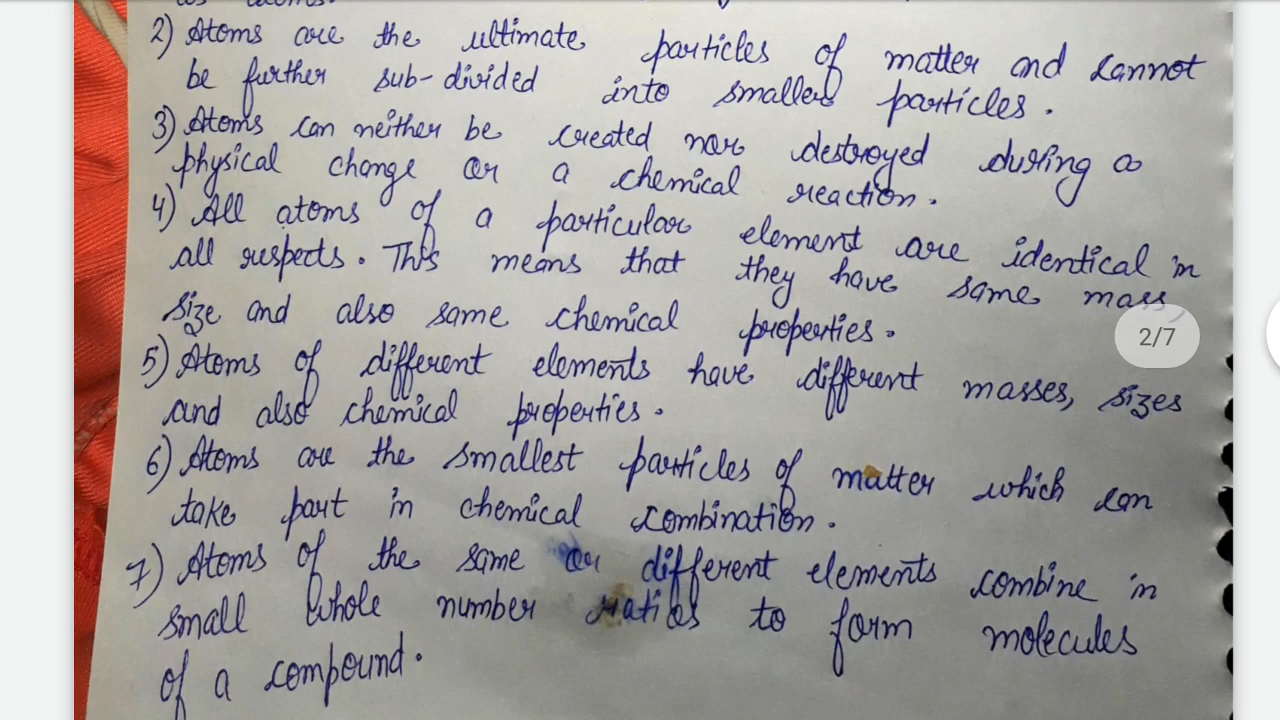 as atoms.
2) Atoms are the ultimate particles of matter and cannot
be further sub-divided into smaller particles.
3) Atoms can neither be created nor destroyed during a
physical change or a chemical reaction.
4) All atoms of a particular element are identical in
all respects. This means that they have same mass,
size and also same chemical properties.
5) Atoms of different elements have different masses, sizes
and also chemical properties.
6) Atoms are the smallest particles of matter which can
take part in chemical combination.
7) Atoms of the same or different elements combine in
small whole number ratios to form molecules
of a compound.
2/7